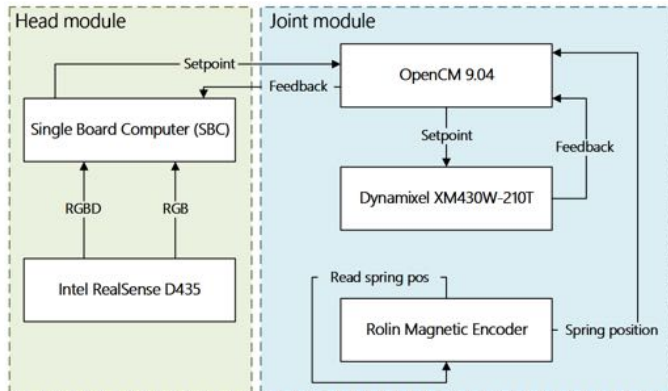 Head module
Joint module
Setpoint
OpenCM 9.04
Feedback
Single Board Computer (SBC)
Setpoint
Feedback
Dynamixel XM430W-210T
RGBD
RGB
Intel RealSense D435
Read spring pos
Rolin Magnetic Encoder
Spring position